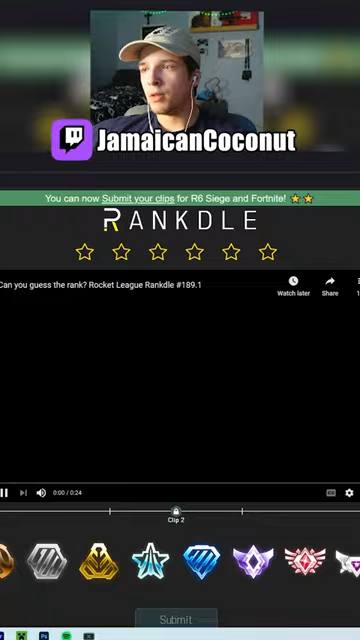 JamaicanCoconut
You can now Submit your clips for R6 Siege and Fortnite!
RANKDLE
Can you guess the rank? Rocket League Rankdle #189.1
Watch later
Share
0:00 / 0:24
Clip 2
Submit